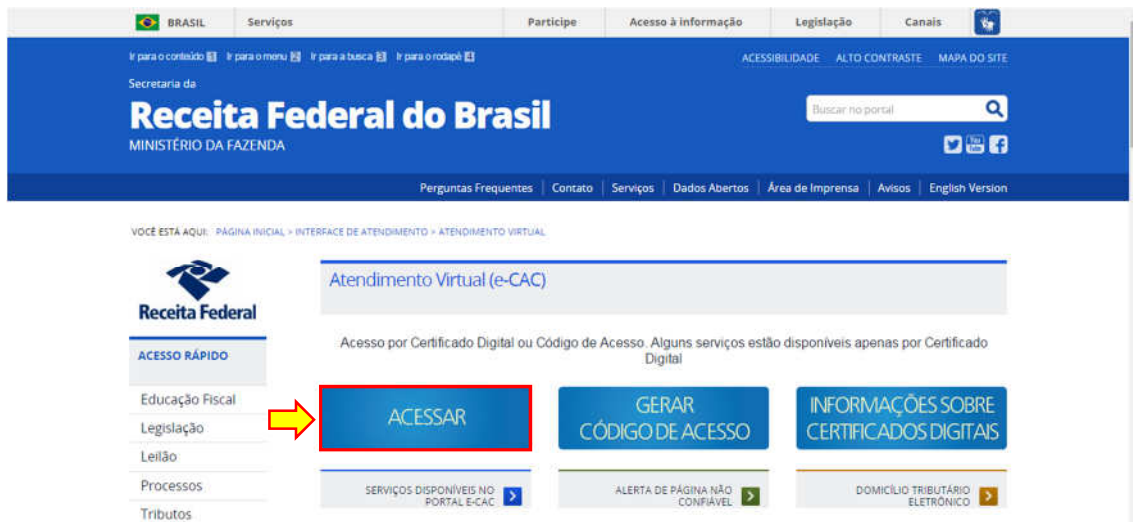 BRASIL Serviços Participe Acesso à informação Legislação Canais
Ir para o conteúdo 1 Ir para o menu 2 Ir para a busca 3 Ir para o rodapé 4 ACESSIBILIDADE ALTO CONTRASTE MAPA DO SITE
Secretaria da
Receita Federal do Brasil
Buscar no portal
MINISTÉRIO DA FAZENDA
You Tube
Perguntas Frequentes Contato Serviços Dados Abertos Área de Imprensa Avisos English Version
VOCÊ ESTÁ AQUI: PÁGINA INICIAL > INTERFACE DE ATENDIMENTO > ATENDIMENTO VIRTUAL
Receita Federal
Atendimento Virtual (e-CAC)
ACESSO RÁPIDO
Educação Fiscal
Legislação
Leilão
Processos
Tributos
Acesso por Certificado Digital ou Código de Acesso. Alguns serviços estão disponíveis apenas por Certificado
Digital
ACESSAR
GERAR
CÓDIGO DE ACESSO
INFORMAÇÕES SOBRE
CERTIFICADOS DIGITAIS
SERVIÇOS DISPONÍVEIS NO
PORTAL E-CAC
ALERTA DE PÁGINA NÃO
CONFIÁVEL
DOMICÍLIO TRIBUTÁRIO
ELETRÔNICO